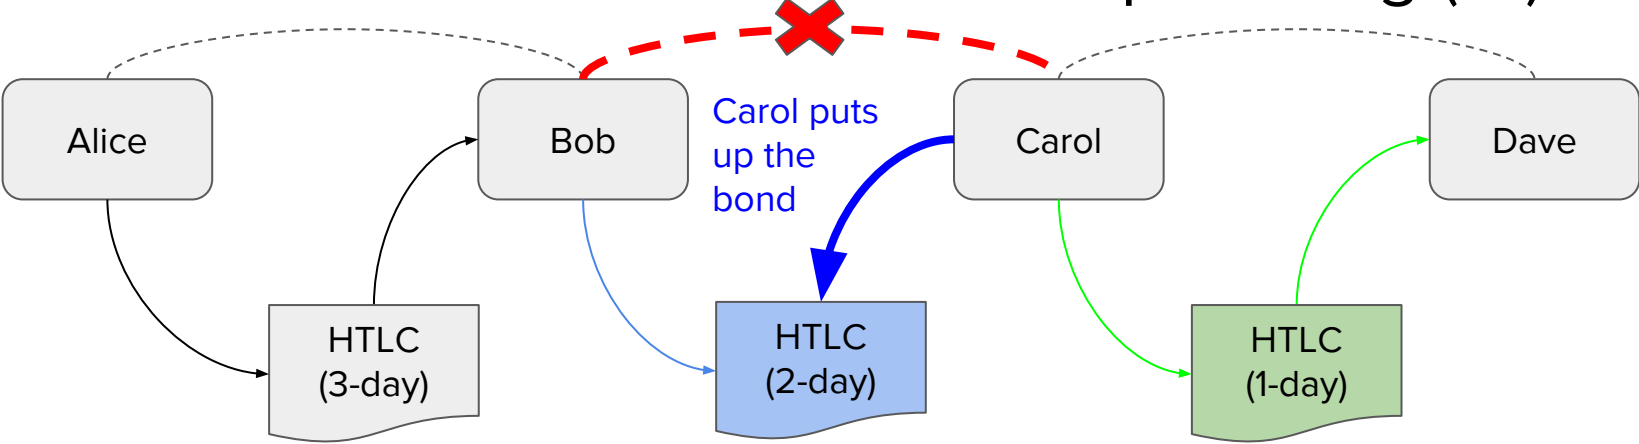 Alice
Bob
Carol
Dave
Carol puts
up the
bond
HTLC
(3-day)
HTLC
(2-day)
HTLC
(1-day)